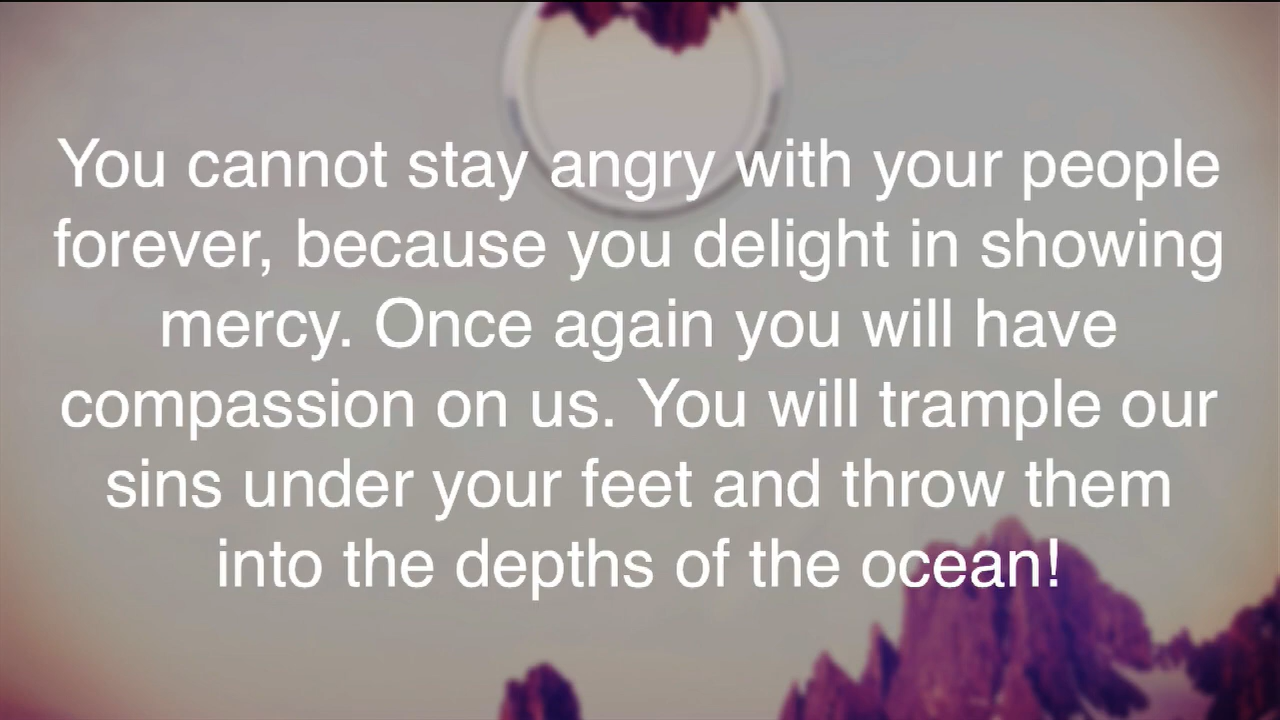 You cannot stay angry with your people
forever, because you delight in showing
mercy. Once again you will have
compassion on us. You will trample our
sins under your feet and throw them
into the depths of the ocean!